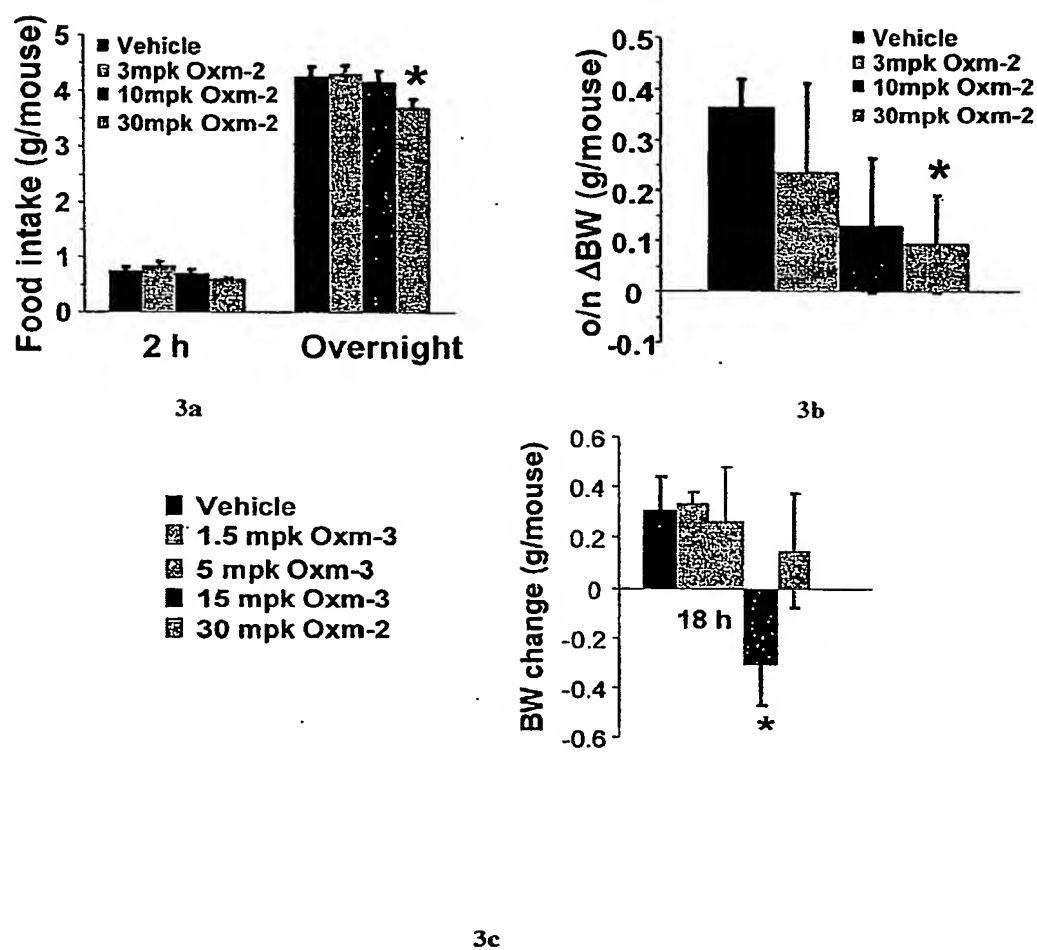 Food intake (g/mouse)
5
4
3
2
1
0
Vehicle
3mpk Oxm-2
10mpk Oxm-2
30mpk Oxm-2
*
2 h
Overnight
3a
o/n ΔBW (g/mouse)
0.5
0.4
0.3
0.2
0.1
0
-0.1
Vehicle
3mpk Oxm-2
10mpk Oxm-2
30mpk Oxm-2
*
3b
Vehicle
1.5 mpk Oxm-3
5 mpk Oxm-3
15 mpk Oxm-3
30 mpk Oxm-2
BW change (g/mouse)
0.6
0.4
0.2
0
-0.2
-0.4
-0.6
18 h
*
3c